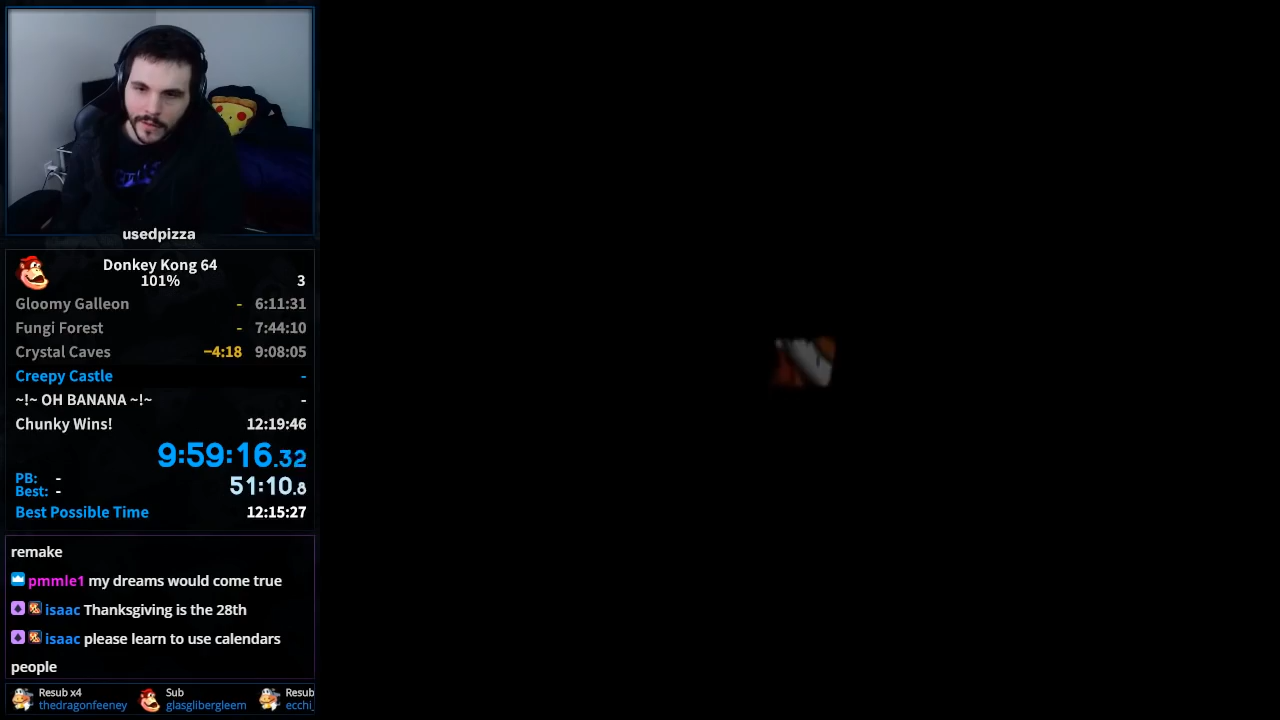 usedpizza
Donkey Kong 64
101% 3
Gloomy Galleon - 6:11:31
Fungi Forest - 7:44:10
Crystal Caves −4:18 9:08:05
Creepy Castle -
~!~ OH BANANA ~!~ -
Chunky Wins! 12:19:46
9:59:16.32
PB: -
Best: - 51:10.8
Best Possible Time 12:15:27
remake
pmmle1 my dreams would come true
isaac Thanksgiving is the 28th
isaac please learn to use calendars
people
Resub x4 Sub Resub
thedragonfeeney glasglibergleem ecchi_